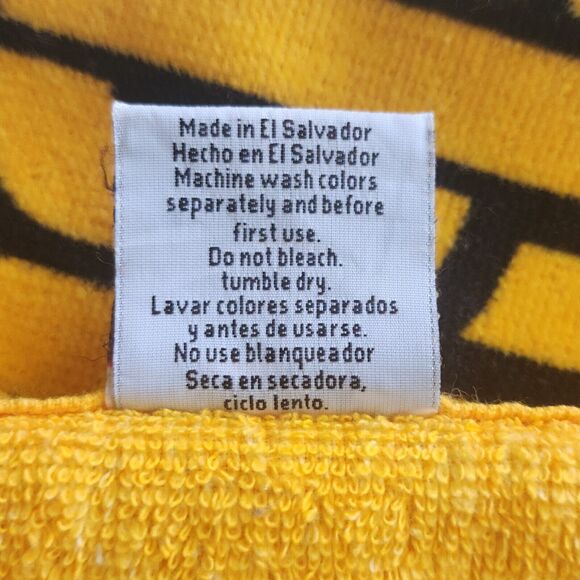 Made in El Salvador
Hecho en El Salvador
Machine wash colors
separately and before
first use.
Do not bleach.
tumble dry.
Lavar colores separados
y antes de usarse.
No use blanqueador
Seca en secadora,
ciclo lento.